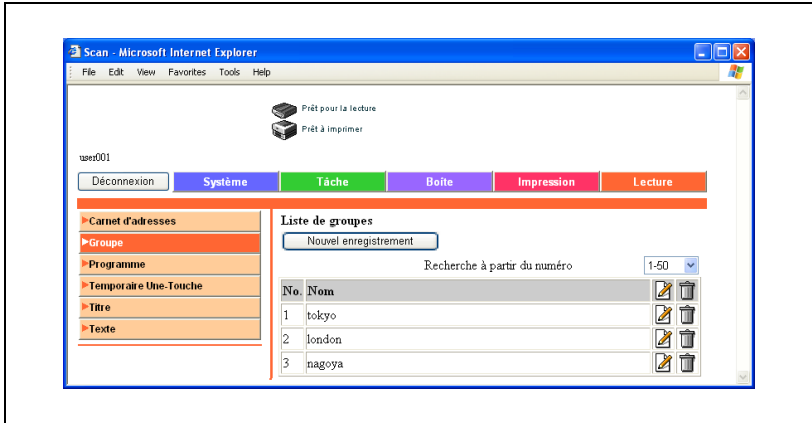 Scan - Microsoft Internet Explorer
File Edit View Favorites Tools Help
Prêt pour la lecture
Prêt à imprimer
user001
Déconnexion Système Tâche Boîte Impression Lecture
Carnet d'adresses
Groupe
Programme
Temporaire Une-Touche
Titre
Texte
Liste de groupes
Nouvel enregistrement
Recherche à partir du numéro 1-50
No. Nom
1 tokyo
2 london
3 nagoya